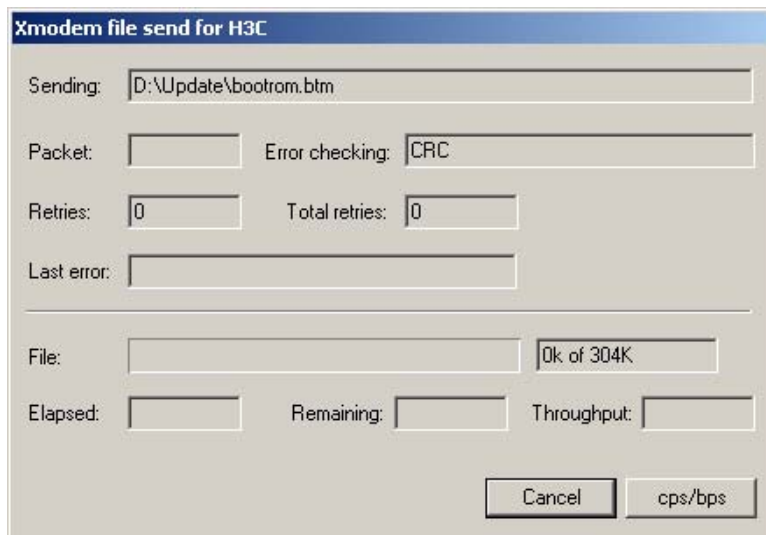 Xmodem file send for H3C
Sending: D:\Update\bootrom.btm
Packet: Error checking: CRC
Retries: 0 Total retries: 0
Last error:
File: 0k of 304K
Elapsed: Remaining: Throughput:
Cancel cps/bps